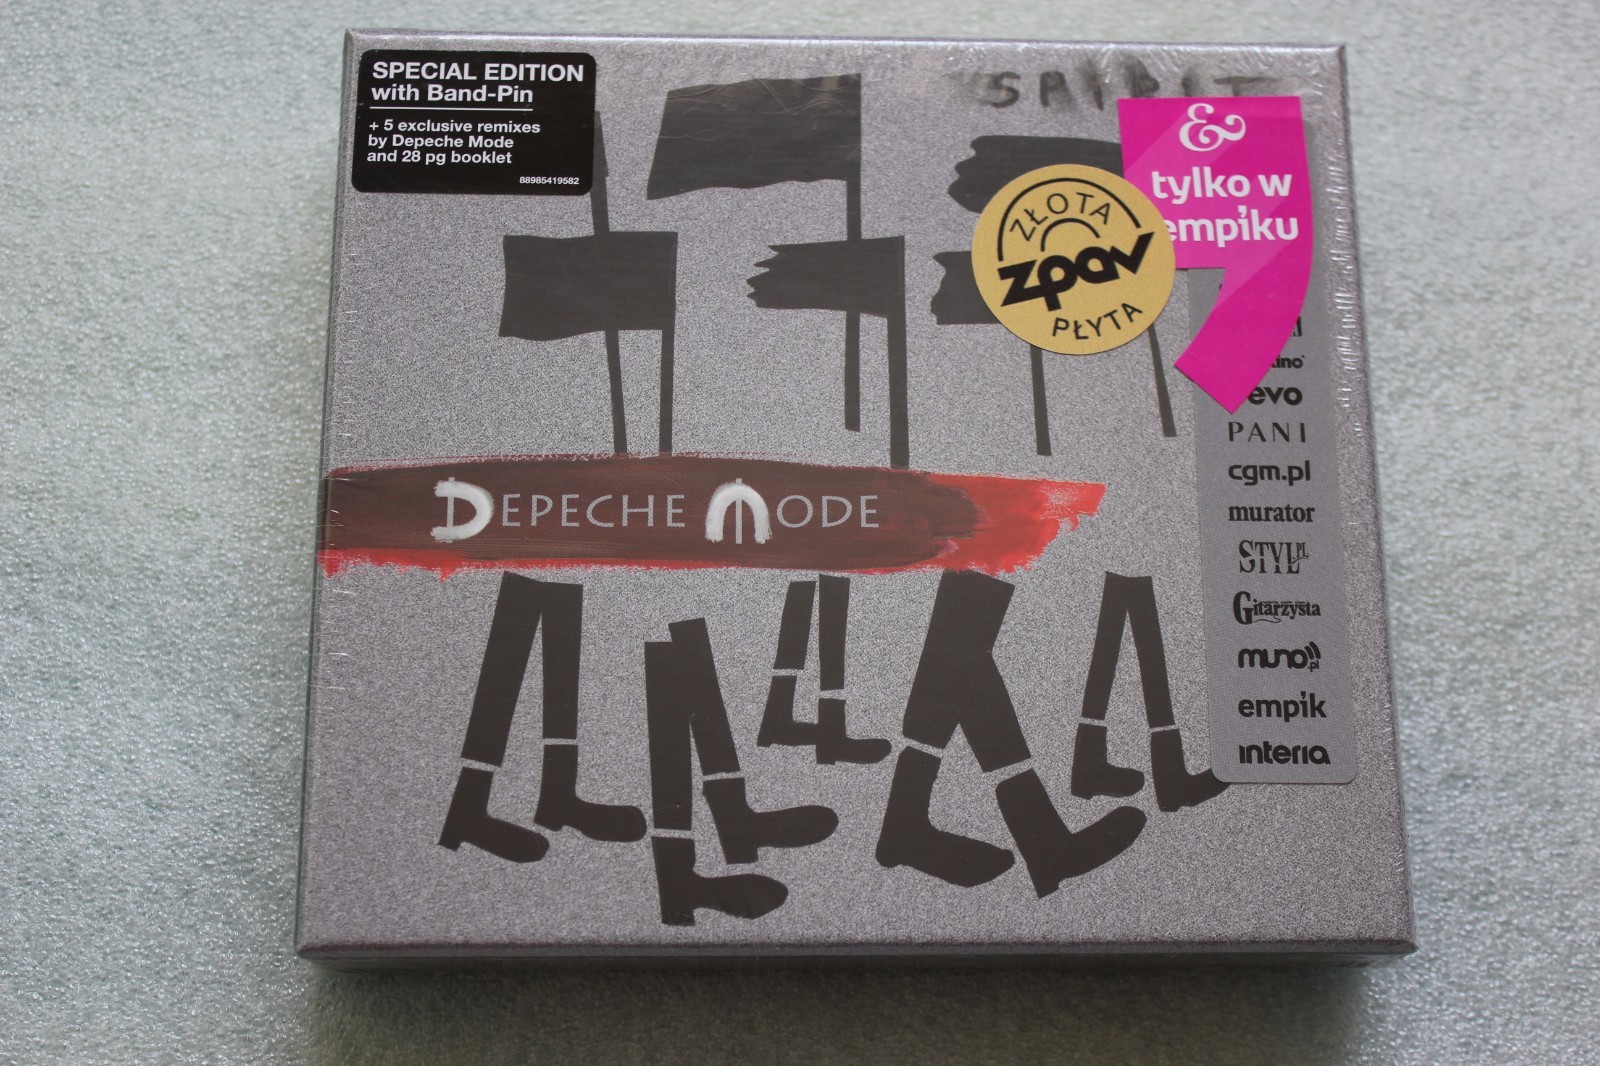 SPECIAL EDITION
with Band-Pin
+ 5 exclusive remixes
by Depeche Mode
and 28 pg booklet
88985419582
"SPIRIT
&
tylko w
empiku
ZŁOTA
zpav
PŁYTA
DEPECHE MODE
PANI
cgm.pl
murator
STYL.PL
Gitarzysta
muno.pl
empik
interia